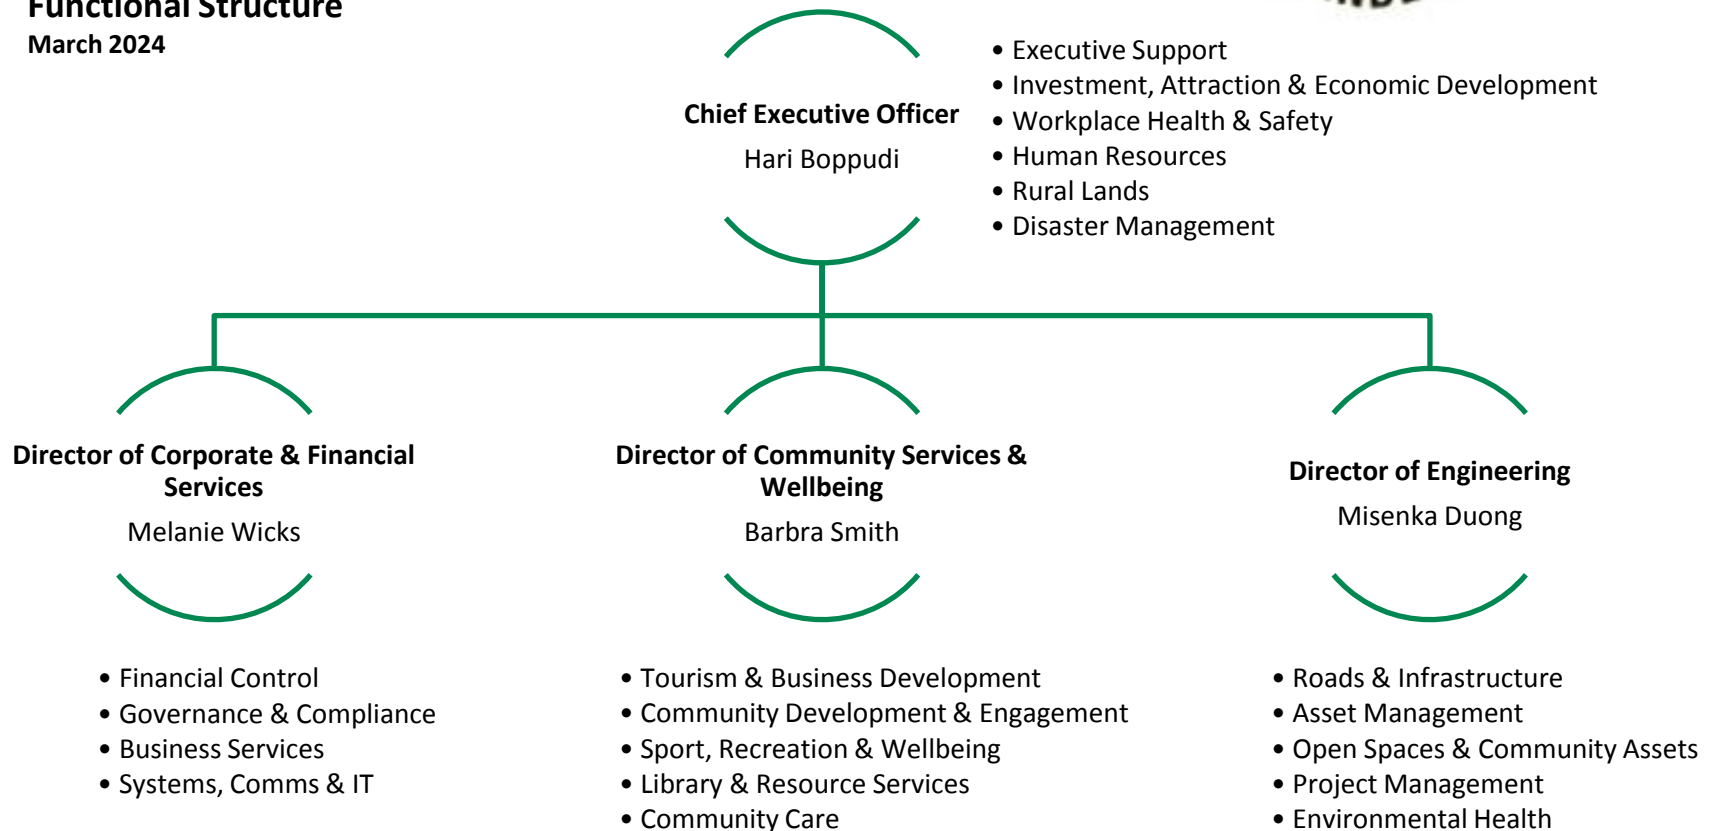 Functional Structure
March 2024
Chief Executive Officer
Hari Boppudi
• Executive Support
• Investment, Attraction & Economic Development
• Workplace Health & Safety
• Human Resources
• Rural Lands
• Disaster Management
Director of Corporate & Financial
Services
Melanie Wicks
• Financial Control
• Governance & Compliance
• Business Services
• Systems, Comms & IT
Director of Community Services &
Wellbeing
Barbra Smith
• Tourism & Business Development
• Community Development & Engagement
• Sport, Recreation & Wellbeing
• Library & Resource Services
• Community Care
Director of Engineering
Misenka Duong
• Roads & Infrastructure
• Asset Management
• Open Spaces & Community Assets
• Project Management
• Environmental Health